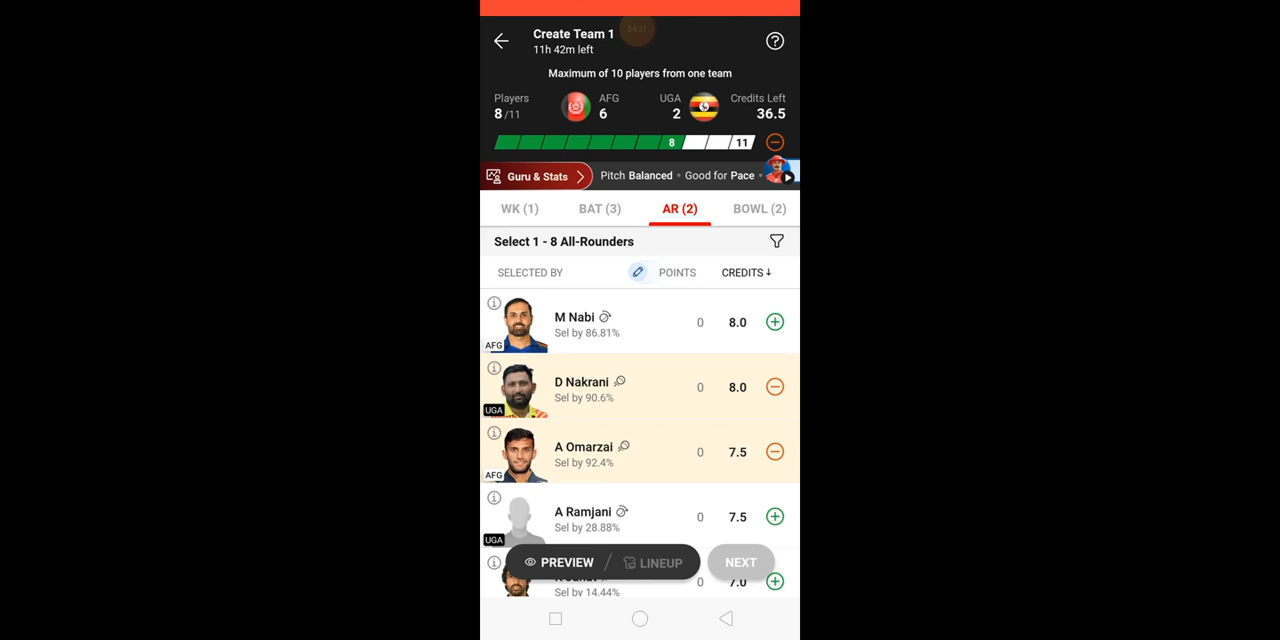 Create Team 1
11h 42m left
Maximum of 10 players from one team
Players
8/11
AFG
6
UGA
2
Credits Left
36.5
8
11
Guru & Stats
Pitch Balanced • Good for Pace •
WK (1)
BAT (3)
AR (2)
BOWL (2)
Select 1 - 8 All-Rounders
SELECTED BY
POINTS
CREDITS↓
M Nabi
Sel by 86.81%
0
8.0
AFG
D Nakrani
Sel by 90.6%
0
8.0
UGA
A Omarzai
Sel by 92.4%
0
7.5
AFG
A Ramjani
Sel by 28.88%
0
7.5
UGA
PREVIEW / LINEUP
NEXT
0
7.0
Sel by 14.44%